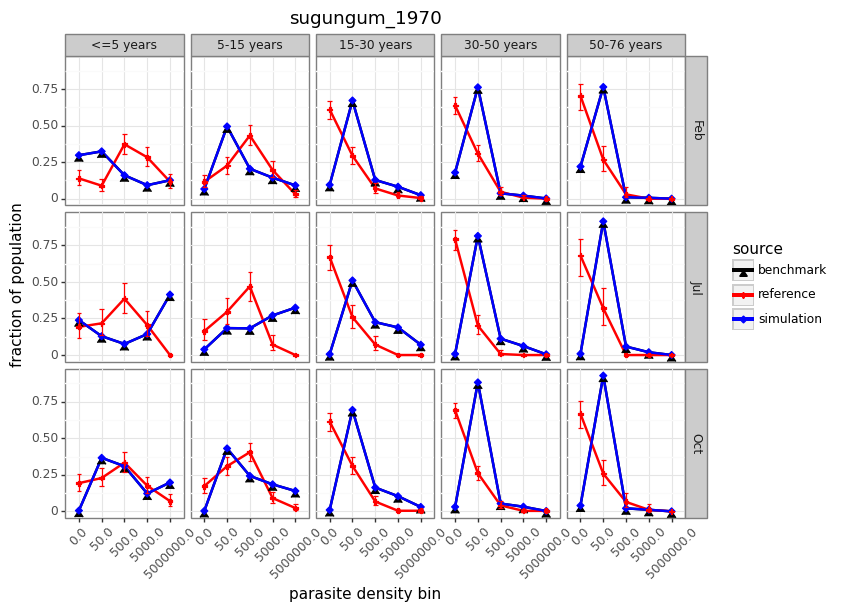 sugungum_1970
<=5 years 5-15 years 15-30 years 30-50 years 50-76 years
0.75
0.50
0.25
0
Feb
0.75
0.50
0.25
0
Jul
0.75
0.50
0.25
0
Oct
fraction of population
source
benchmark
reference
simulation
0.0 50.0 500.0 5000.0 5000000.0 0.0 50.0 500.0 5000.0 5000000.0 0.0 50.0 500.0 5000.0 5000000.0 0.0 50.0 500.0 5000.0 5000000.0 0.0 50.0 500.0 5000.0 5000000.0
parasite density bin